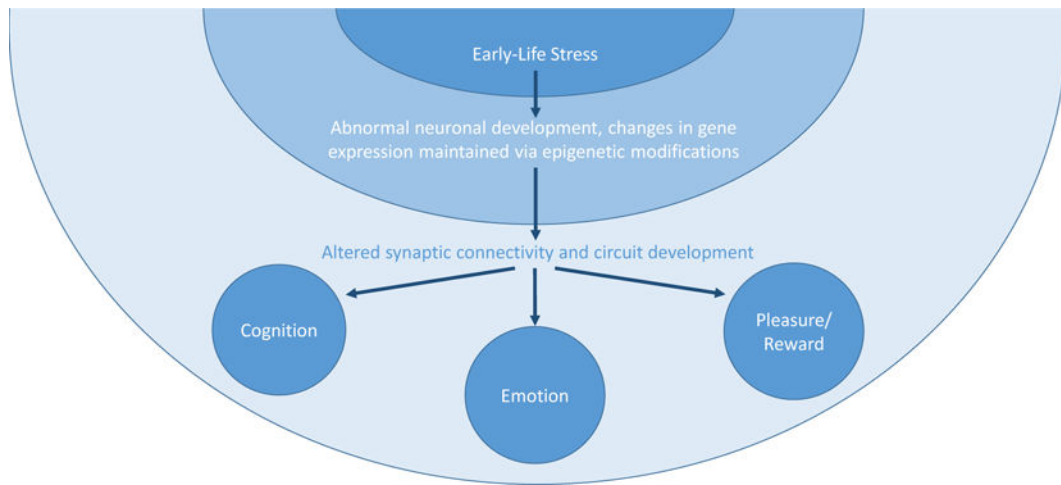 Early-Life Stress
Abnormal neuronal development, changes in gene
expression maintained via epigenetic modifications
Altered synaptic connectivity and circuit development
Cognition
Emotion
Pleasure/
Reward